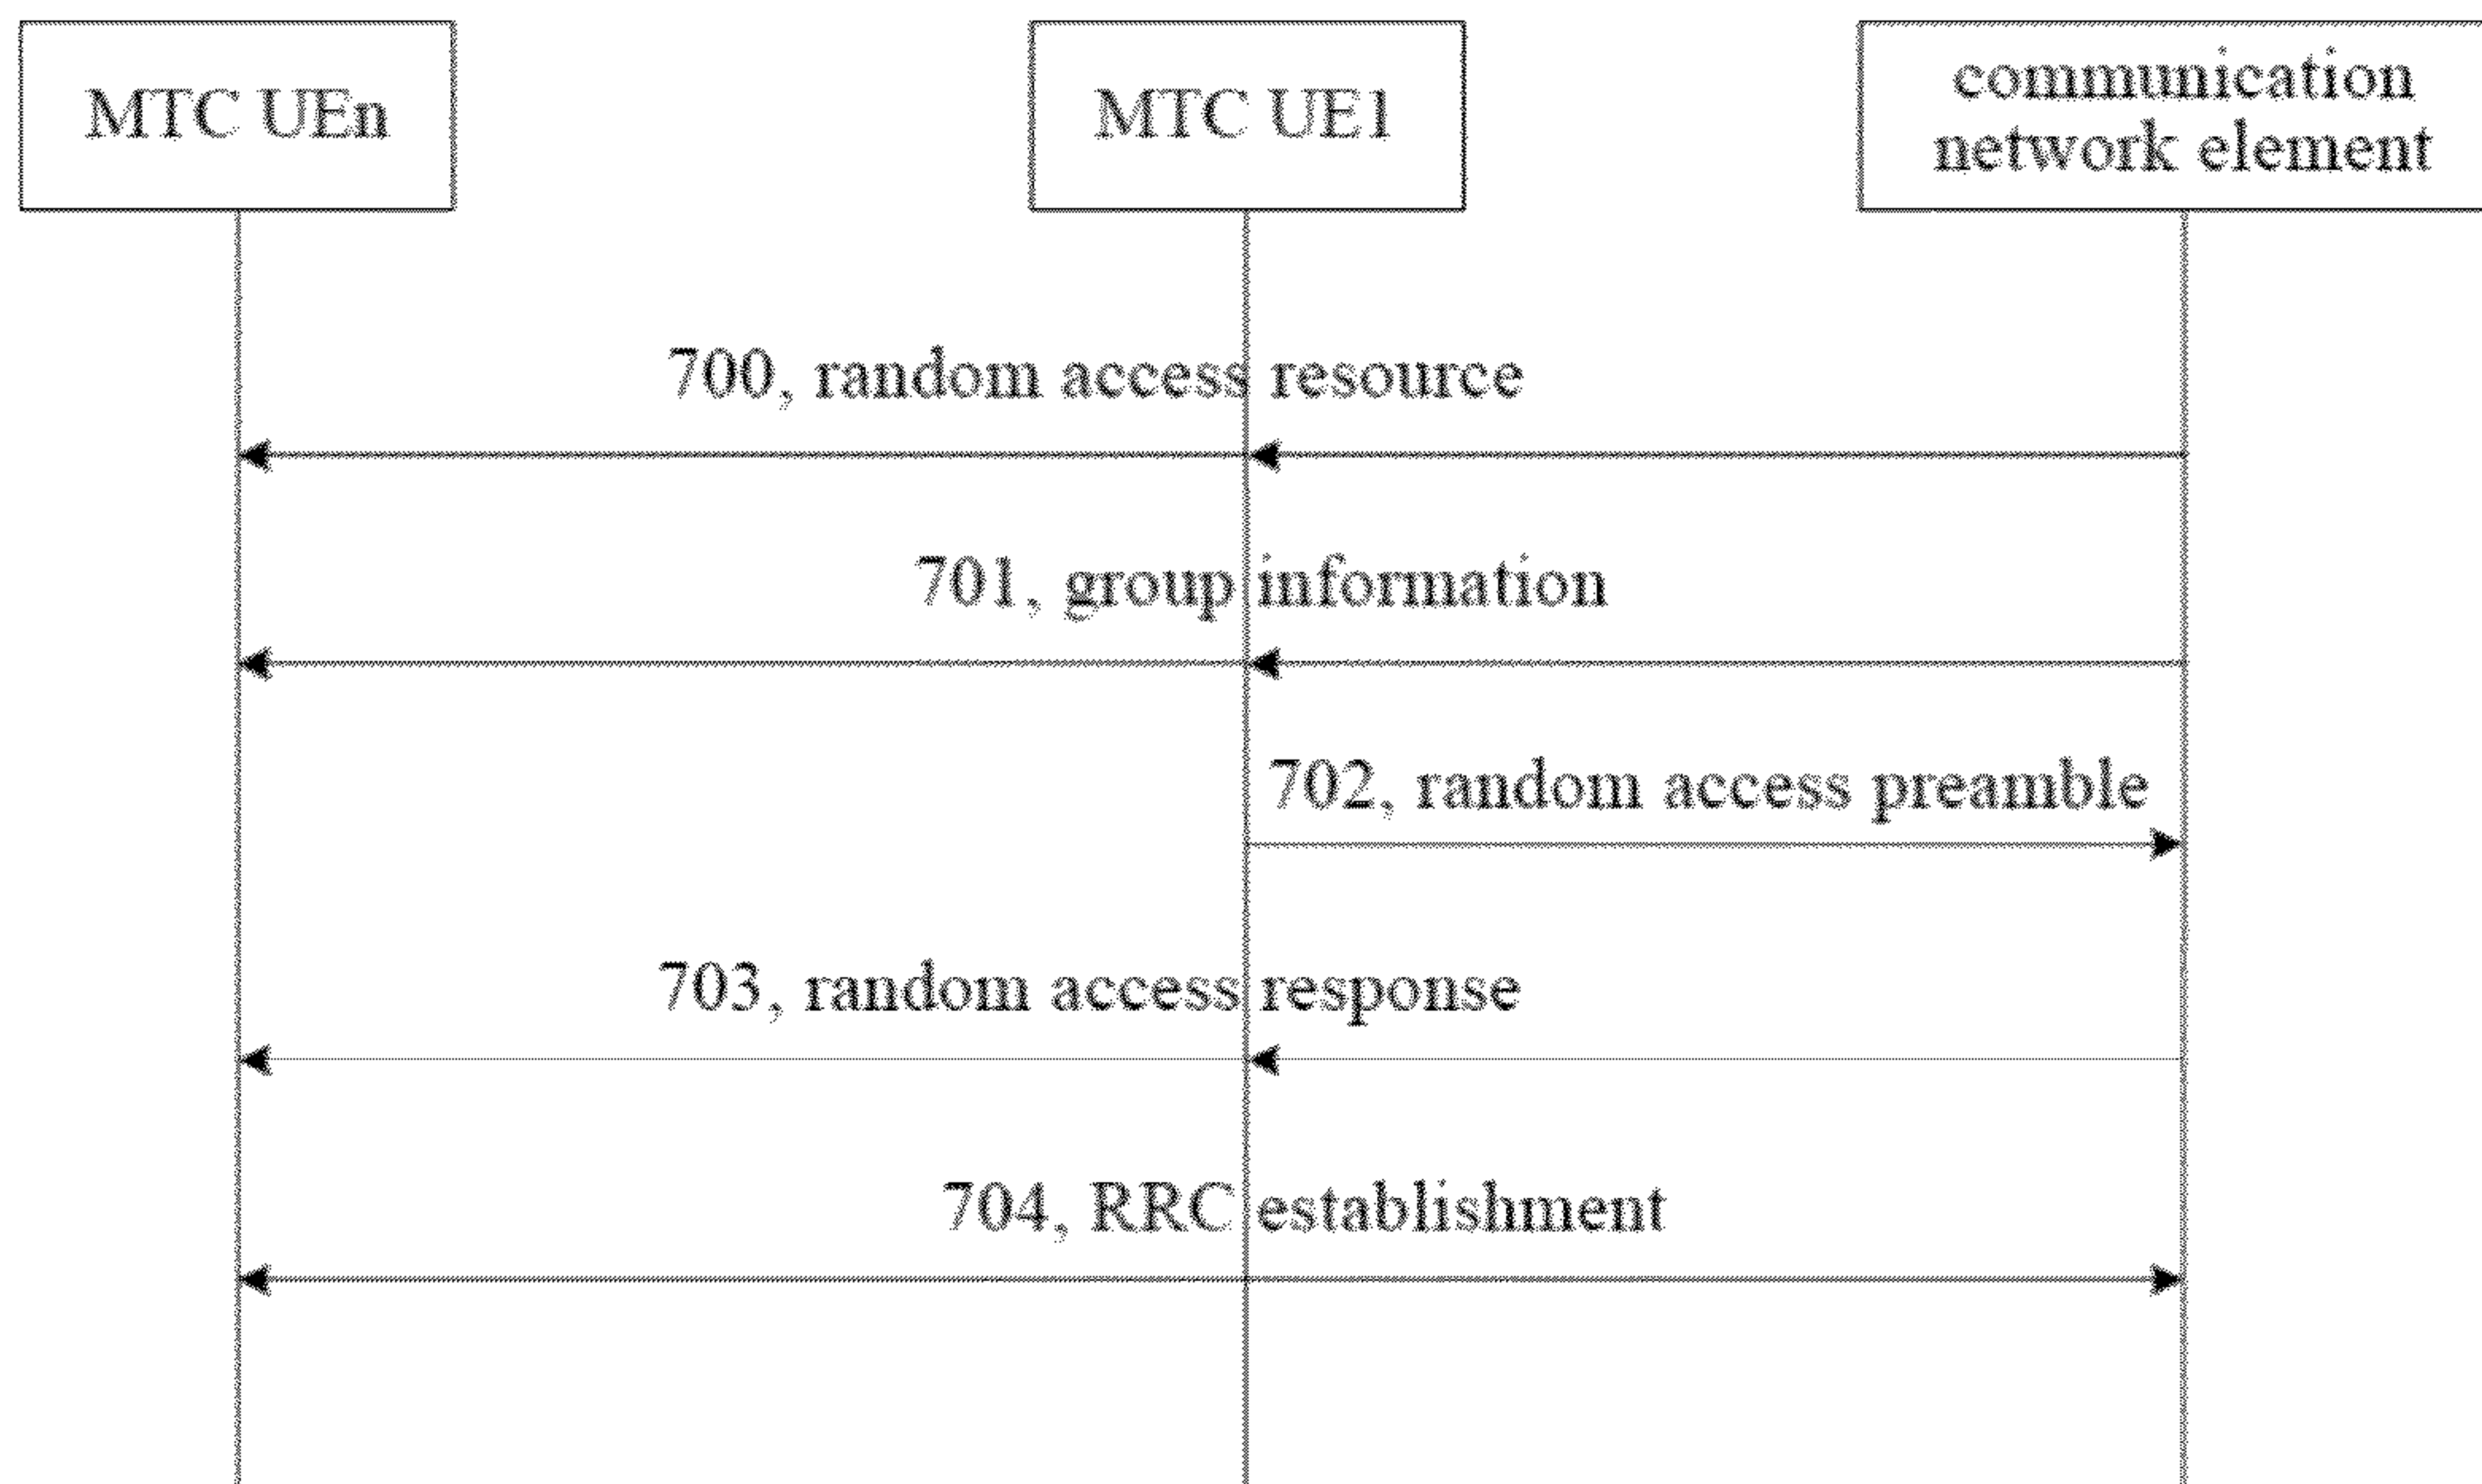 MTC UEn
MTC UE1
communication
network element
700, random access resource
701, group information
702, random access preamble
703, random access response
704, RRC establishment